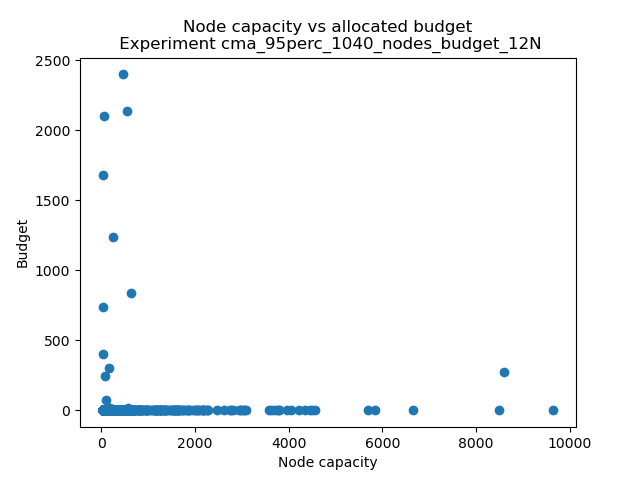 Node capacity vs allocated budget
Experiment cma_95perc_1040_nodes_budget_12N
2500
2000
1500
1000
500
0
Budget
0 2000 4000 6000 8000 10000
Node capacity